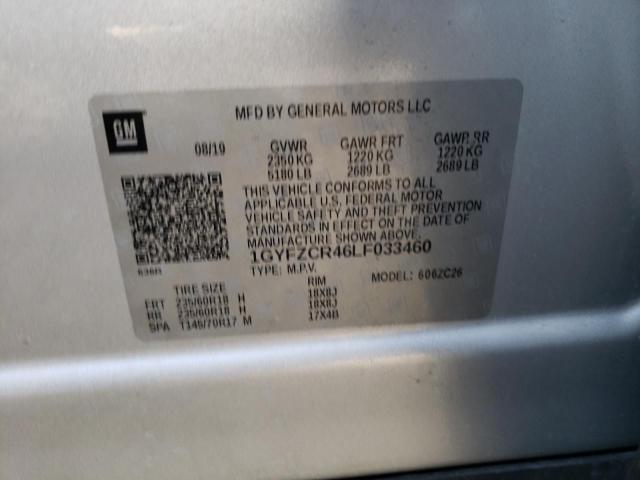 MFD BY GENERAL MOTORS LLC
GM
08/19 GVWR GAWR FRT GAWR RR
2350 KG 1220 KG 1220 KG
5180 LB 2689 LB 2689 LB
THIS VEHICLE CONFORMS TO ALL
APPLICABLE U.S. FEDERAL MOTOR
VEHICLE SAFETY AND THEFT PREVENTION
STANDARDS IN EFFECT ON THE DATE OF
MANUFACTURE SHOWN ABOVE.
1GYFZCR46LF033460
TYPE: M.P.V. MODEL: 6062C26
TIRE SIZE RIM
FRT 235/60R18 H 18X8J
RR 235/60R18 H 18X8J
SPA T145/70R17 M 17X4B